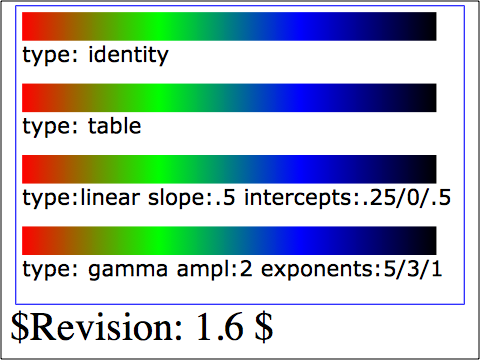 type: identity
type: table
type:linear slope:.5 intercepts:.25/0/.5
type: gamma ampl:2 exponents:5/3/1
$Revision: 1.6 $